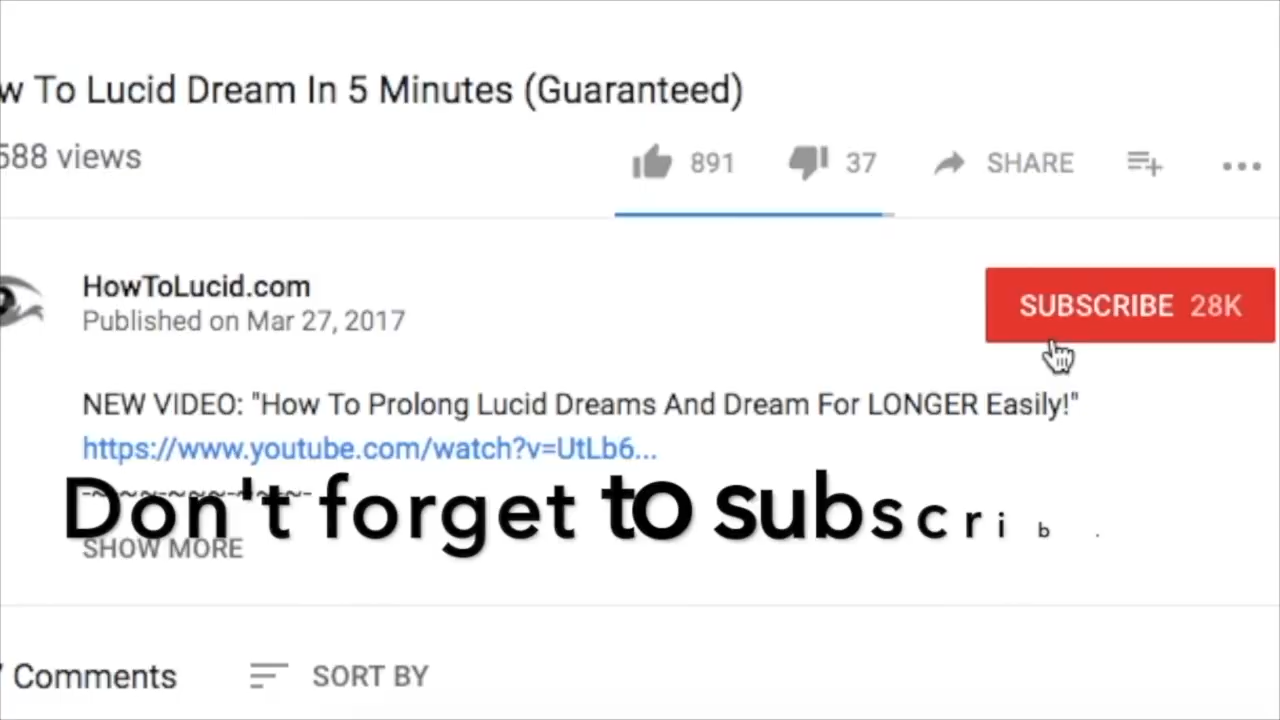 w To Lucid Dream In 5 Minutes (Guaranteed)
588 views
891 37 SHARE
HowToLucid.com
Published on Mar 27, 2017
SUBSCRIBE 28K
NEW VIDEO: "How To Prolong Lucid Dreams And Dream For LONGER Easily!"
https://www.youtube.com/watch?v=UtLb6...
-~-~~-~~~-~~-~-
Don't forget to subscrib
SHOW MORE
Comments SORT BY